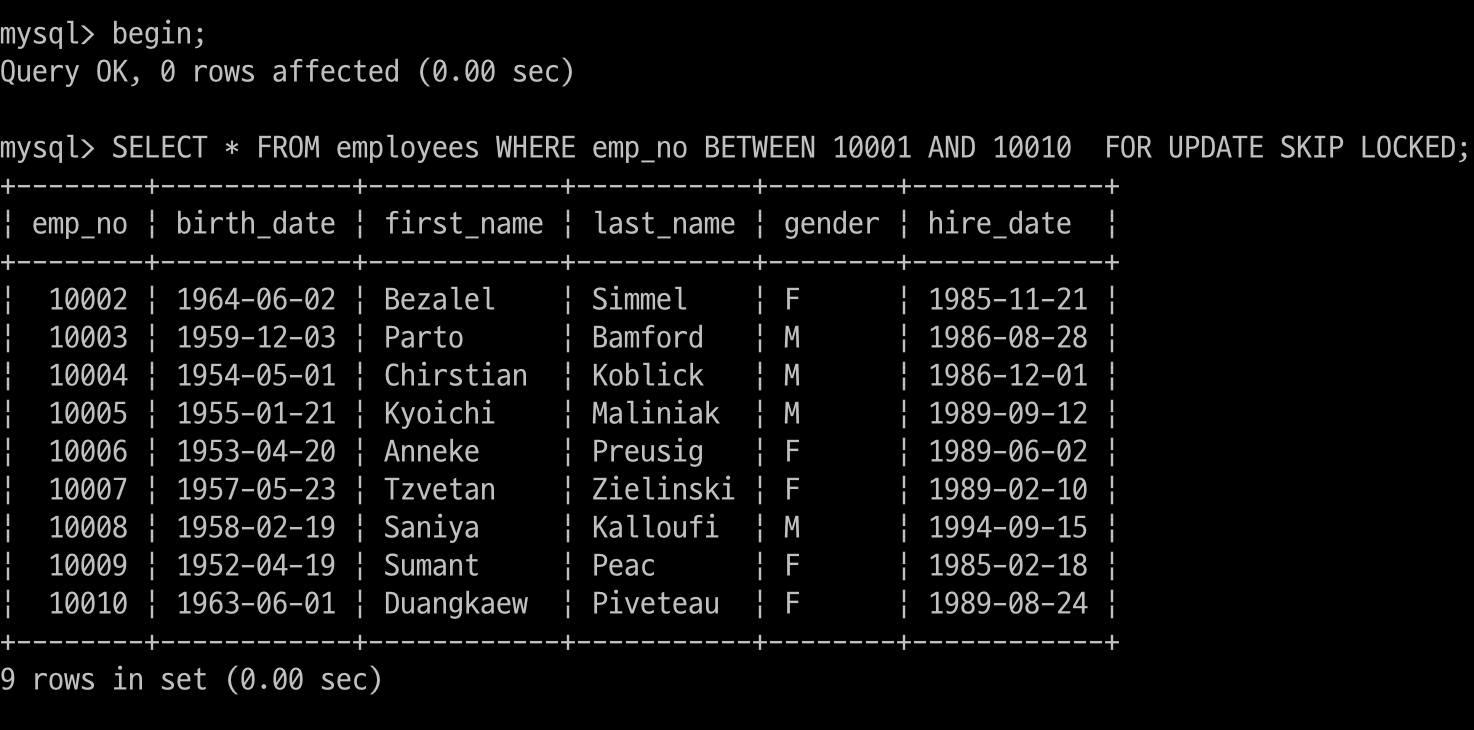 mysql> begin;
Query OK, 0 rows affected (0.00 sec)
mysql> SELECT * FROM employees WHERE emp_no BETWEEN 10001 AND 10010  FOR UPDATE SKIP LOCKED;
+--------+------------+------------+-----------+--------+------------+
¦ emp_no ¦ birth_date ¦ first_name ¦ last_name ¦ gender ¦ hire_date  ¦
+--------+------------+------------+-----------+--------+------------+
¦  10002 ¦ 1964-06-02 ¦ Bezalel    ¦ Simmel    ¦ F      ¦ 1985-11-21 ¦
¦  10003 ¦ 1959-12-03 ¦ Parto      ¦ Bamford   ¦ M      ¦ 1986-08-28 ¦
¦  10004 ¦ 1954-05-01 ¦ Chirstian  ¦ Koblick   ¦ M      ¦ 1986-12-01 ¦
¦  10005 ¦ 1955-01-21 ¦ Kyoichi    ¦ Maliniak  ¦ M      ¦ 1989-09-12 ¦
¦  10006 ¦ 1953-04-20 ¦ Anneke     ¦ Preusig   ¦ F      ¦ 1989-06-02 ¦
¦  10007 ¦ 1957-05-23 ¦ Tzvetan    ¦ Zielinski ¦ F      ¦ 1989-02-10 ¦
¦  10008 ¦ 1958-02-19 ¦ Saniya     ¦ Kalloufi  ¦ M      ¦ 1994-09-15 ¦
¦  10009 ¦ 1952-04-19 ¦ Sumant     ¦ Peac      ¦ F      ¦ 1985-02-18 ¦
¦  10010 ¦ 1963-06-01 ¦ Duangkaew  ¦ Piveteau  ¦ F      ¦ 1989-08-24 ¦
+--------+------------+------------+-----------+--------+------------+
9 rows in set (0.00 sec)